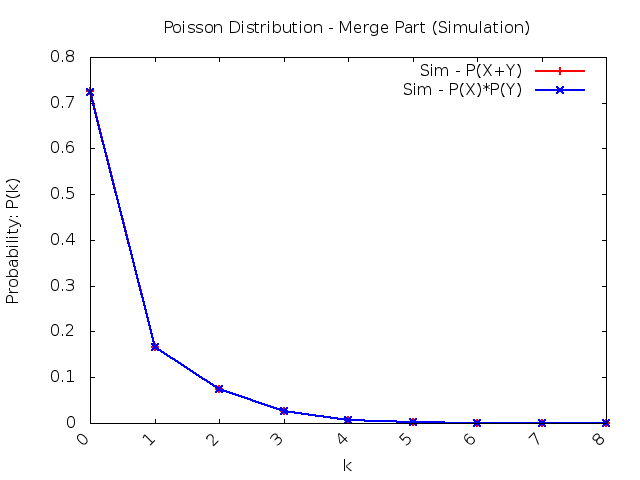 Poisson Distribution - Merge Part (Simulation)
Sim - P(X+Y)
Sim - P(X)*P(Y)
Probability: P(k)
0.8
0.7
0.6
0.5
0.4
0.3
0.2
0.1
0
0 1 2 3 4 5 6 7 8
k